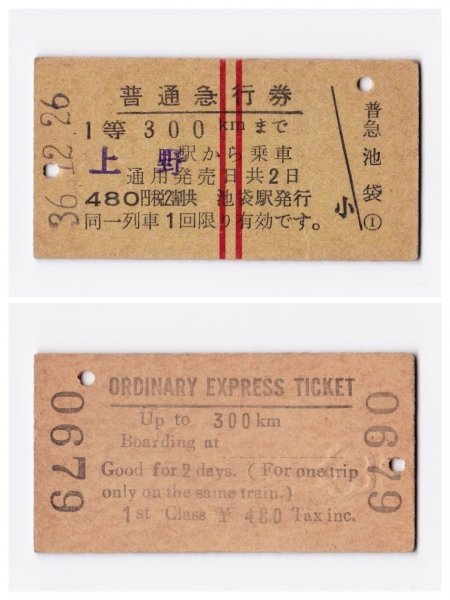 普通急行券
1等300kmまで
上野駅から乗車
通用発売日共2日
480円税2割共 池袋駅発行
同一列車1回限り有効です。
36.12.26
普急池袋①
小
ORDINARY EXPRESS TICKET
Up to 300km
Boarding at
Good for 2 days. (For one trip
only on the same train.)
1st Class ¥ 480 Tax inc.
0679
0679